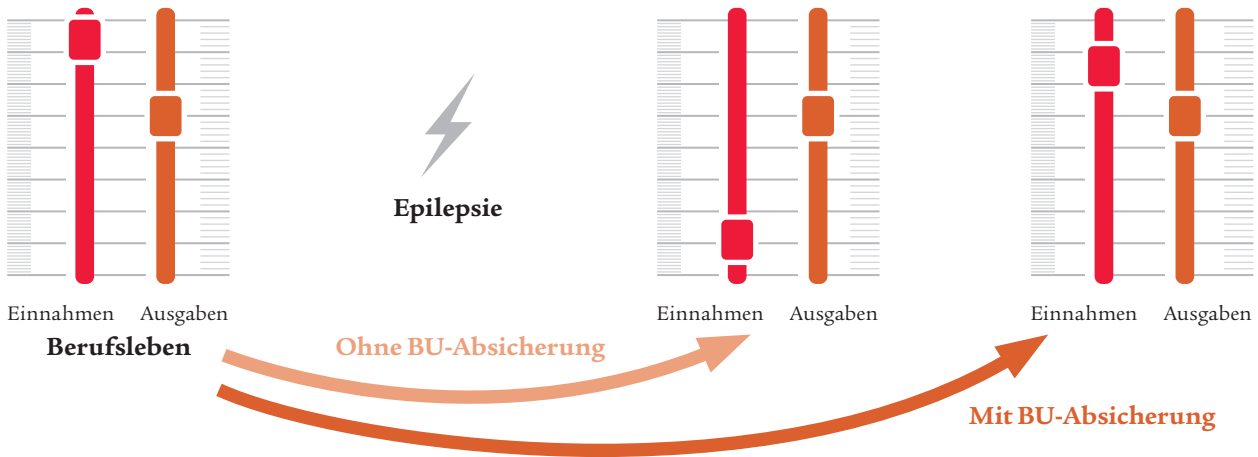 Epilepsie
Einnahmen Ausgaben
Berufsleben
Ohne BU-Absicherung
Einnahmen Ausgaben
Einnahmen Ausgaben
Mit BU-Absicherung